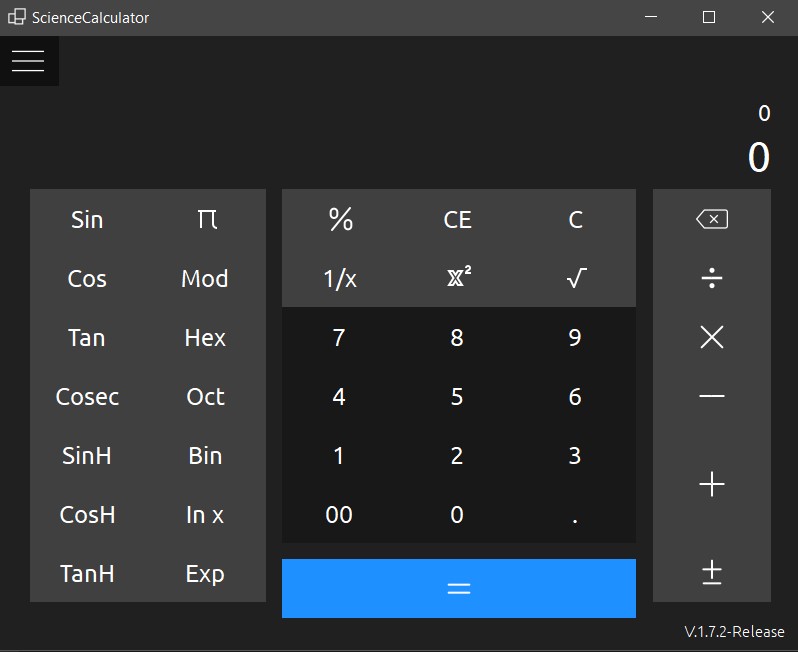 ScienceCalculator
0
0
Sin π % CE C
Cos Mod 1/x 𝕏² √ ÷
Tan Hex 7 8 9 ×
Cosec Oct 4 5 6 —
SinH Bin 1 2 3 +
CosH In x 00 0 .
TanH Exp = ±
V.1.7.2-Release